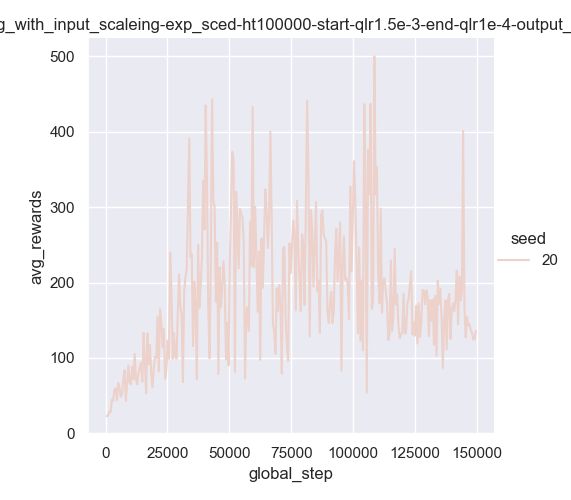 g_with_input_scaleing-exp_sced-ht100000-start-qlr1.5e-3-end-qlr1e-4-output_
500
400
300
200
100
0
avg_rewards
0 25000 50000 75000 100000 125000 150000
global_step
seed
20